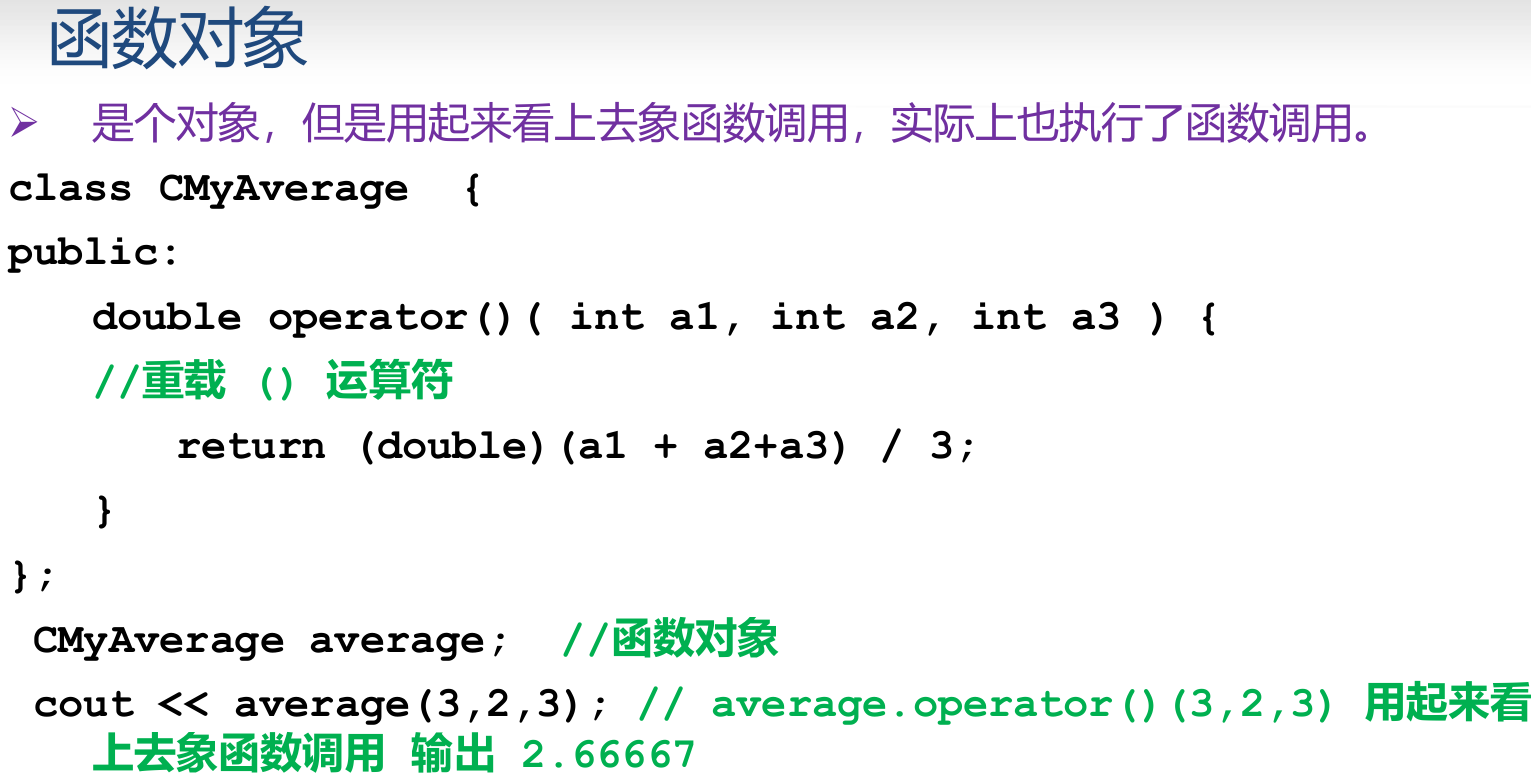 函数对象
➢ 是个对象，但是用起来看上去象函数调用，实际上也执行了函数调用。
class CMyAverage {
public:
double operator()( int a1, int a2, int a3 ) {
//重载 () 运算符
return (double)(a1 + a2+a3) / 3;
}
};
CMyAverage average; //函数对象
cout << average(3,2,3); // average.operator()(3,2,3) 用起来看
上去象函数调用 输出 2.66667